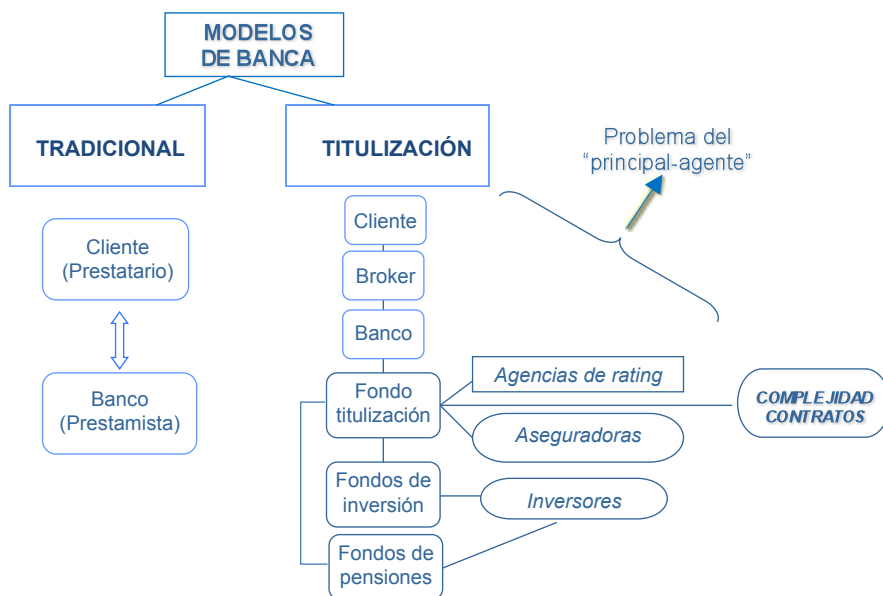 MODELOS
DE BANCA
TRADICIONAL
TITULIZACIÓN
Problema del
“principal-agente”
Cliente
(Prestatario)
Banco
(Prestamista)
Cliente
Broker
Banco
Fondo
titulización
Agencias de rating
Aseguradoras
COMPLEJIDAD
CONTRATOS
Fondos de
inversión
Inversores
Fondos de
pensiones